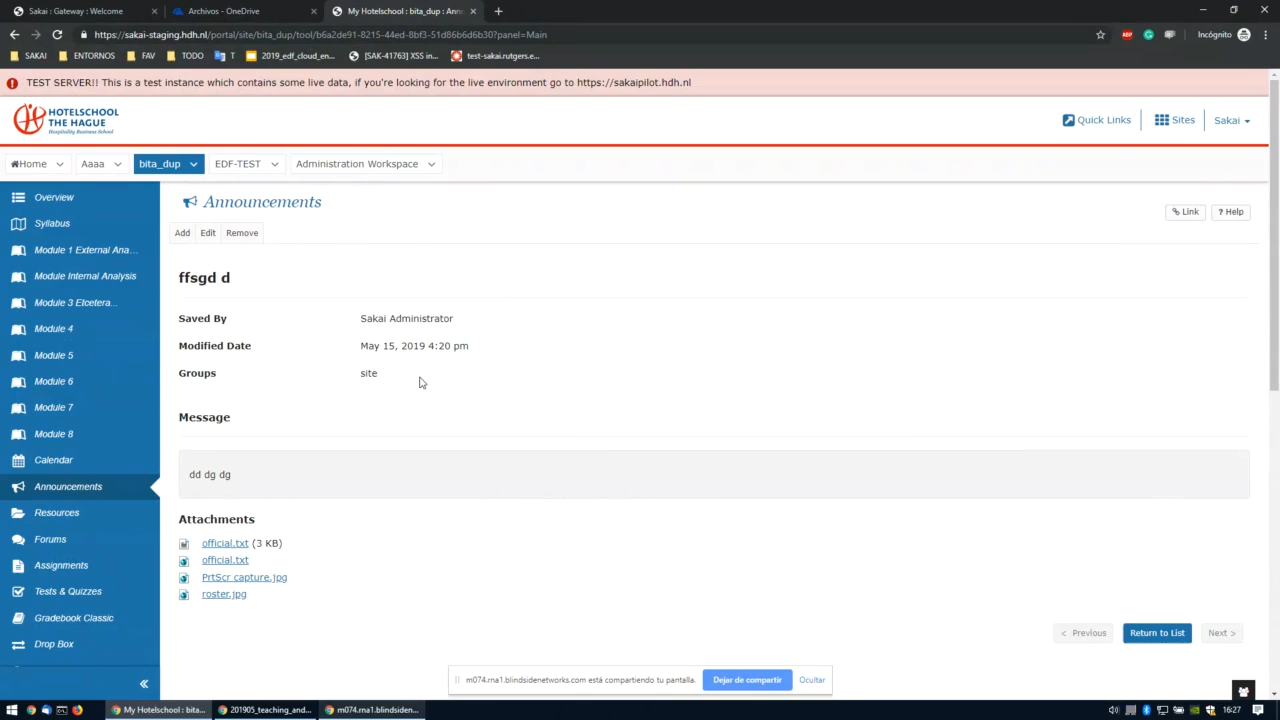 Sakai : Gateway : Welcome
Archivos - OneDrive
My Hotelschool : bita_dup : Anno
https://sakai-staging.hdh.nl/portal/site/bita_dup/tool/b6a2de91-8215-44ed-8bf3-51d86b6d6b30?panel=Main
ABP
Incógnito
SAKAI
ENTORNOS
FAV
TODO
T
2019_edf_cloud_en...
[SAK-41763] XSS in...
test-sakai.rutgers.e...
TEST SERVER!! This is a test instance which contains some live data, if you're looking for the live environment go to https://sakaipilot.hdh.nl
HOTELSCHOOL
THE HAGUE
Hospitality Business School
Quick Links
Sites
Sakai
Home
Aaaa
bita_dup
EDF-TEST
Administration Workspace
Overview
Syllabus
Module 1 External Ana...
Module Internal Analysis
Module 3 Etcetera...
Module 4
Module 5
Module 6
Module 7
Module 8
Calendar
Announcements
Resources
Forums
Assignments
Tests & Quizzes
Gradebook Classic
Drop Box
Announcements
Link
? Help
Add
Edit
Remove
ffsgd d
Saved By Sakai Administrator
Modified Date May 15, 2019 4:20 pm
Groups site
Message
dd dg dg
Attachments
official.txt (3 KB)
official.txt
PrtScr capture.jpg
roster.jpg
< Previous
Return to List
Next >
m074.rna1.blindsidenetworks.com está compartiendo tu pantalla.
Dejar de compartir
Ocultar
My Hotelschool : bita...
201905_teaching_and...
m074.rna1.blindsiden...
16:27